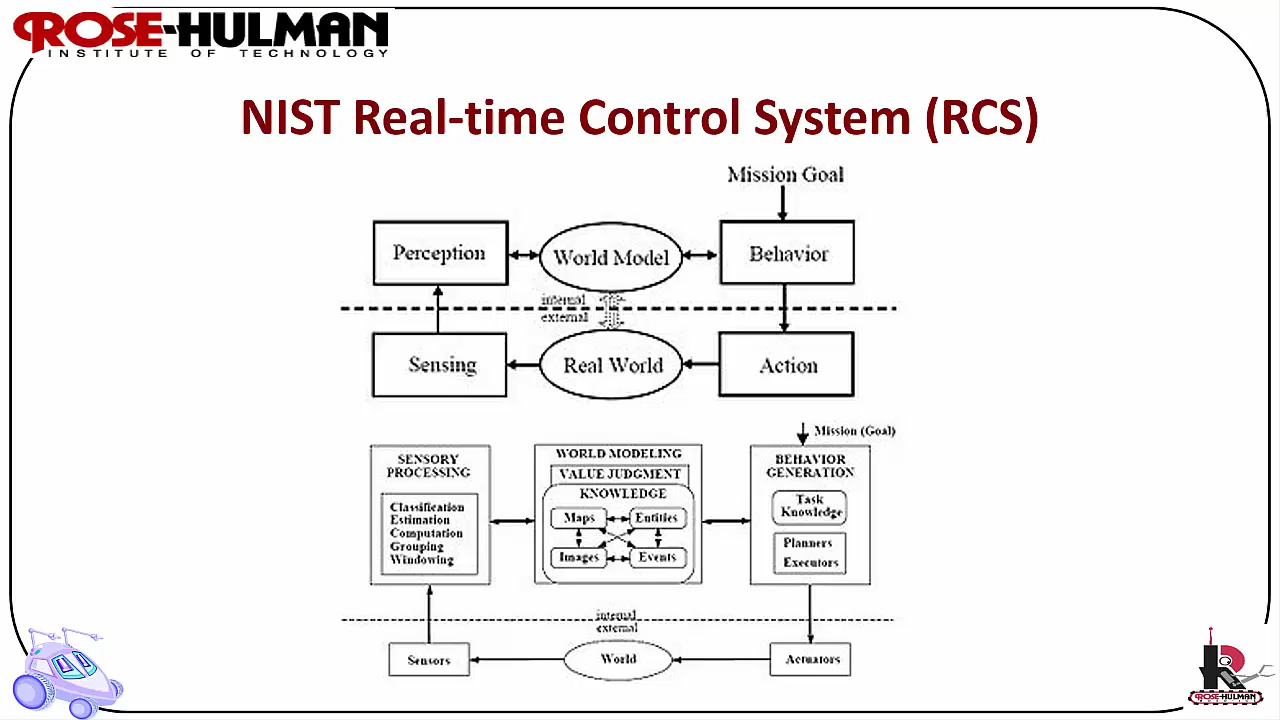 ROSE-HULMAN
INSTITUTE OF TECHNOLOGY
NIST Real-time Control System (RCS)
Mission Goal
Perception
World Model
Behavior
internal
external
Sensing
Real World
Action
Mission (Goal)
SENSORY
PROCESSING
Classification
Estimation
Computation
Grouping
Windowing
WORLD MODELING
VALUE JUDGMENT
KNOWLEDGE
Maps
Entities
Images
Events
BEHAVIOR
GENERATION
Task
Knowledge
Planners
Executors
internal
external
Sensors
World
Actuators
R
ROSE-HULMAN